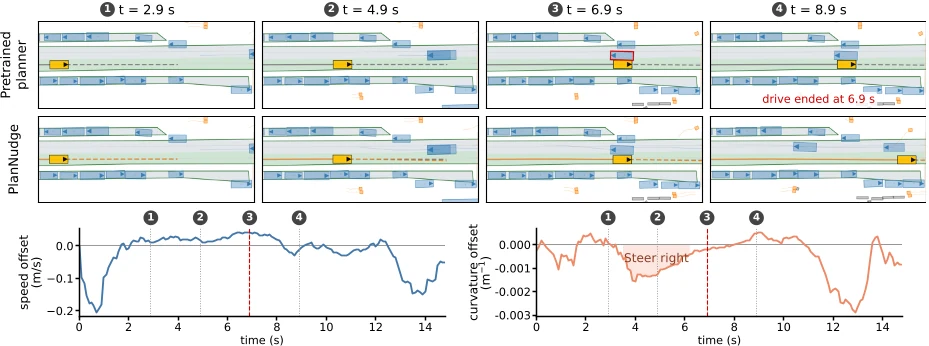 1 t = 2.9 s
2 t = 4.9 s
3 t = 6.9 s
4 t = 8.9 s
Pretrained
planner
drive ended at 6.9 s
PlanNudge
1 2 3 4
speed offset
(m/s)
0.0
−0.1
−0.2
0 2 4 6 8 10 12 14
time (s)
1 2 3 4
curvature offset
(m⁻¹)
0.000
−0.001
−0.002
−0.003
Steer right
0 2 4 6 8 10 12 14
time (s)